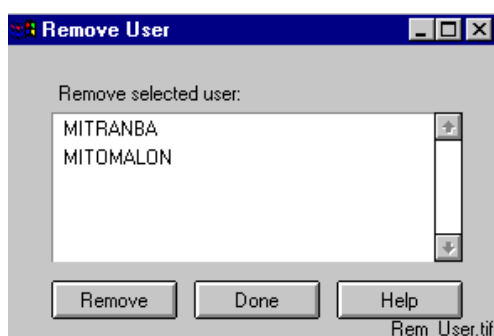 Remove User
Remove selected user:
MITRANBA
MITOMALON
Remove Done Help
Rem_User.tif